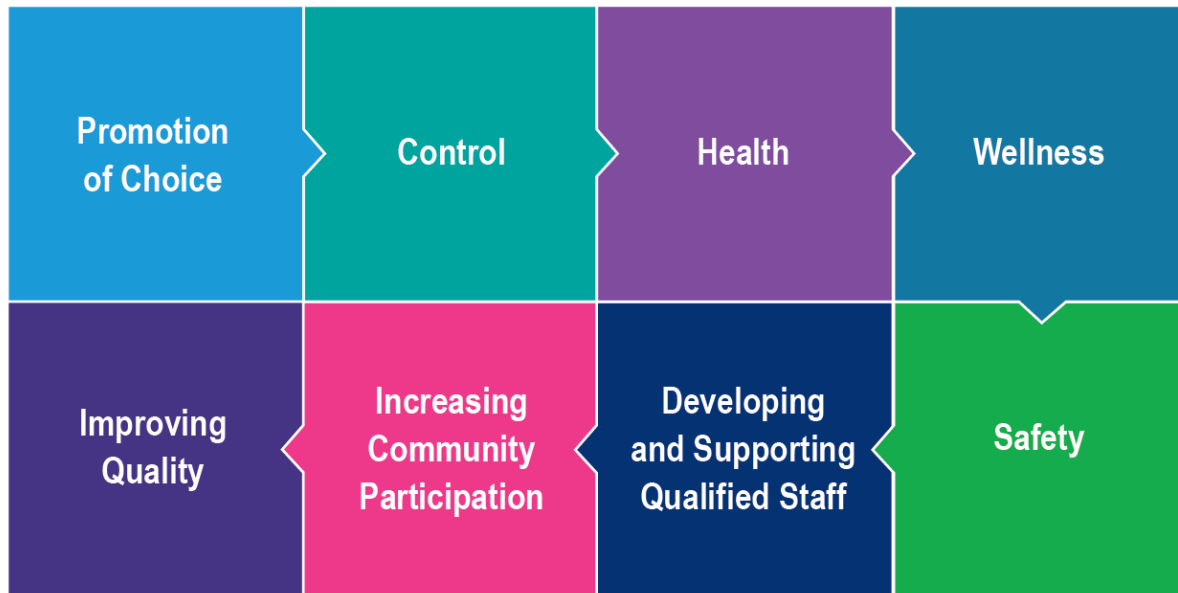 Promotion
of Choice
Control
Health
Wellness
Safety
Developing
and Supporting
Qualified Staff
Increasing
Community
Participation
Improving
Quality